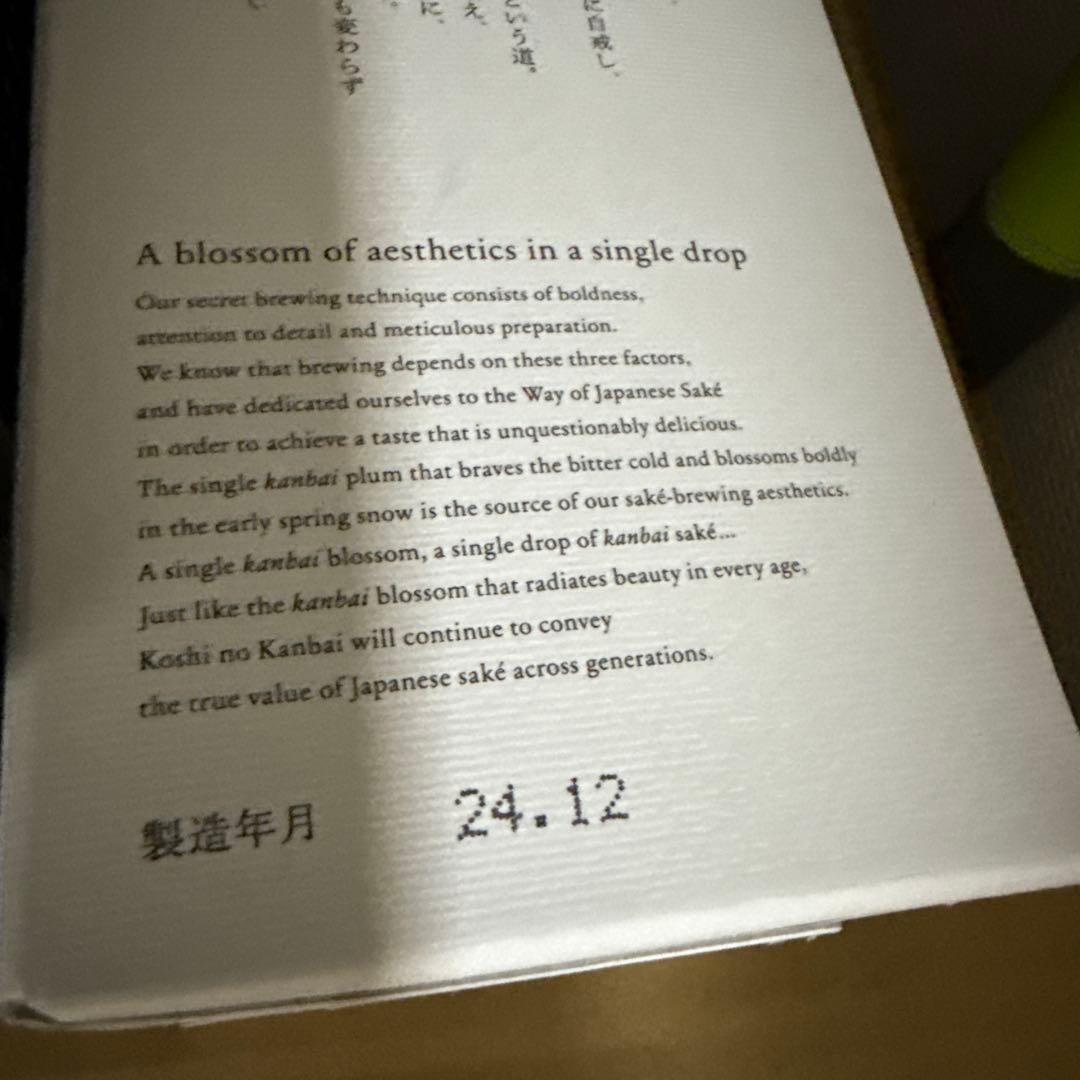 に自戒し、
という道。
え、
に、
も変わらず
A blossom of aesthetics in a single drop
Our secret brewing technique consists of boldness,
attention to detail and meticulous preparation.
We know that brewing depends on these three factors,
and have dedicated ourselves to the Way of Japanese Saké
in order to achieve a taste that is unquestionably delicious.
The single kanbai plum that braves the bitter cold and blossoms boldly
in the early spring snow is the source of our saké-brewing aesthetics.
A single kanbai blossom, a single drop of kanbai saké...
Just like the kanbai blossom that radiates beauty in every age,
Koshi no Kanbai will continue to convey
the true value of Japanese saké across generations.
製造年月 24.12